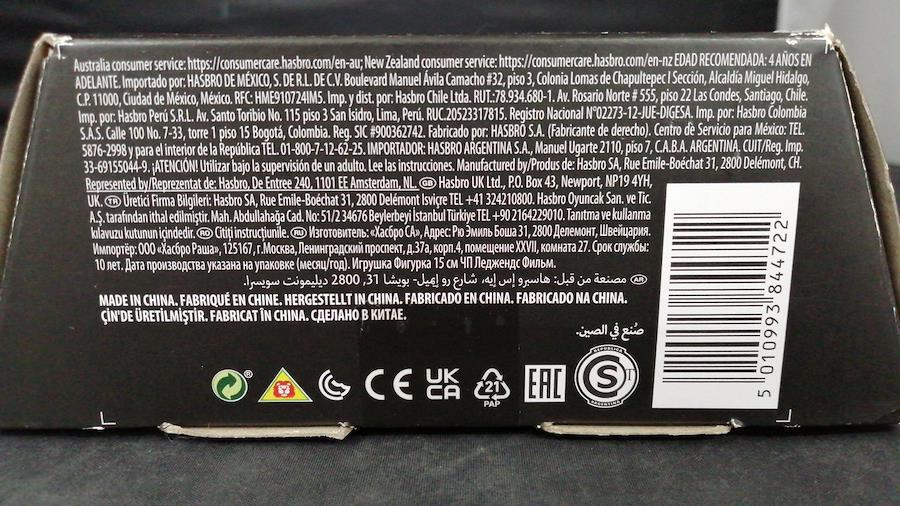 Australia consumer service: https://consumercare.hasbro.com/en-au; New Zealand consumer service: https://consumercare.hasbro.com/en-nz EDAD RECOMENDADA: 4 AÑOS EN
ADELANTE. Importado por: HASBRO DE MÉXICO, S. DE R.L. DE C.V. Boulevard Manuel Ávila Camacho #32, piso 3, Colonia Lomas de Chapultepec I Sección, Alcaldía Miguel Hidalgo,
C.P. 11000, Ciudad de México, México. RFC: HME910724IM5. Imp. y dist. por: Hasbro Chile Ltda. RUT.:78.934.680-1. Av. Rosario Norte # 555, piso 22 Las Condes, Santiago, Chile.
Imp. por: Hasbro Perú S.R.L. Av. Santo Toribio No. 115 piso 3 San Isidro, Lima, Perú. RUC.20523317815. Registro Nacional N°02273-12-JUE-DIGESA. Imp. por: Hasbro Colombia
S.A.S. Calle 100 No. 7-33, torre 1 piso 15 Bogotá, Colombia. Reg. SIC #900362742. Fabricado por: HASBRO S.A. (Fabricante de derecho). Centro de Servicio para México: TEL.
5876-2998 y para el interior de la República TEL. 01-800-7-12-62-25. IMPORTADOR: HASBRO ARGENTINA S.A., Manuel Ugarte 2110, piso 7, C.A.B.A. ARGENTINA. CUIT/Reg. Imp.
33-69155044-9. ¡ATENCIÓN! Utilizar bajo la supervisión de un adulto. Lee las instrucciones. Manufactured by/Produs de: Hasbro SA, Rue Emile-Boéchat 31, 2800 Delémont, CH.
Represented by/Reprezentat de: Hasbro, De Entree 240, 1101 EE Amsterdam, NL. GB Hasbro UK Ltd., P.O. Box 43, Newport, NP19 4YH,
UK. TR Üretici Firma Bilgileri: Hasbro SA, Rue Emile-Boéchat 31, 2800 Delémont İsviçre TEL +41 324210800. Hasbro Oyuncak San. ve Tic.
A.Ş. tarafından ithal edilmiştir. Mah. Abdullahağa Cad. No: 51/2 34676 Beylerbeyi İstanbul Türkiye TEL +90 2164229010. Tanıtma ve kullanma
kılavuzu kutunun içindedir. RO Citiți instrucțiunile. RU Изготовитель: «Хасбро СА», Адрес: Рю Эмиль Боша 31, 2800 Делемонт, Швейцария.
Импортёр: ООО «Хасбро Раша», 125167, г.Москва, Ленинградский проспект, д.37а, корп.4, помещение XXVII, комната 27. Срок службы:
10 лет. Дата производства указана на упаковке (месяц/год). Игрушка Фигурка 15 см ЧП Леджендс Фильм.
AR مصنعة من قبل: هاسبرو إس إيه، شارع رو إيميل- بويشا 31، 2800 ديليمونت سويسرا.
MADE IN CHINA. FABRIQUÉ EN CHINE. HERGESTELLT IN CHINA. FABRICADO EN CHINA. FABRICADO NA CHINA.
ÇİN'DE ÜRETİLMİŞTİR. FABRICAT ÎN CHINA. СДЕЛАНО В КИТАЕ.
صُنع في الصين.
CE UK CA 21 PAP EAC REPUBLICA S ARGENTINA
5 010993 844722